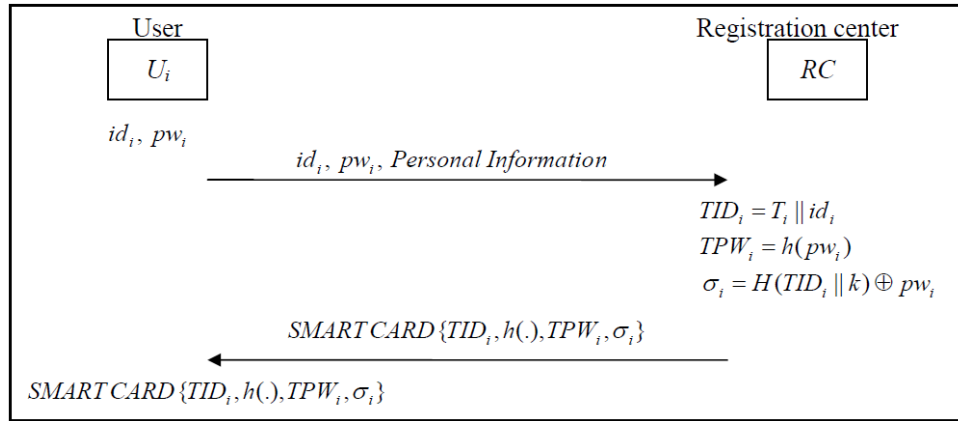 User
Registration center
U_i
RC
id_i, pw_i
id_i, pw_i, Personal Information
TID_i = T_i || id_i
TPW_i = h(pw_i)
σ_i = H(TID_i || k) ⊕ pw_i
SMART CARD{TID_i, h(.), TPW_i, σ_i}
SMART CARD{TID_i, h(.), TPW_i, σ_i}